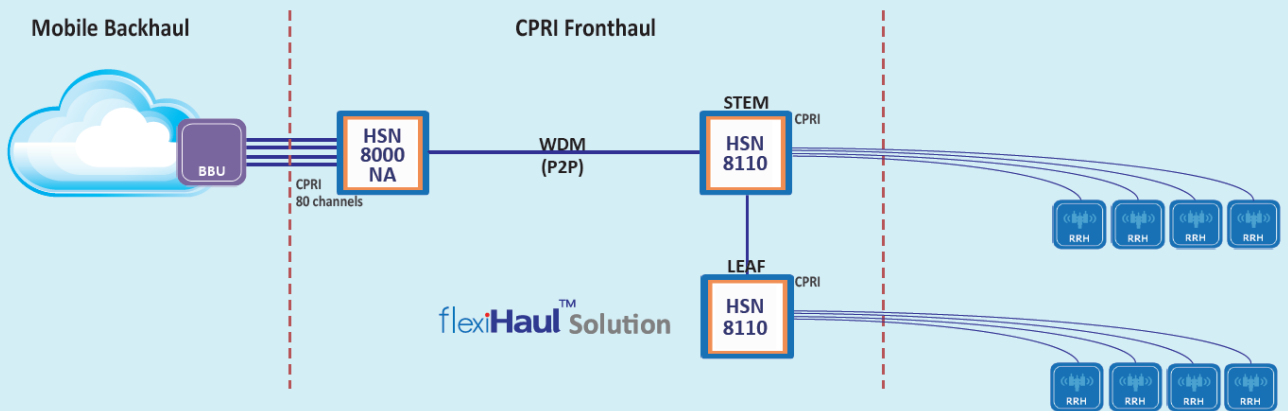 Mobile Backhaul
CPRI Fronthaul
BBU
CPRI
80 channels
HSN
8000
NA
WDM
(P2P)
STEM
HSN
8110
CPRI
RRH
RRH
RRH
RRH
LEAF
HSN
8110
CPRI
flexiHaul™ Solution
RRH
RRH
RRH
RRH